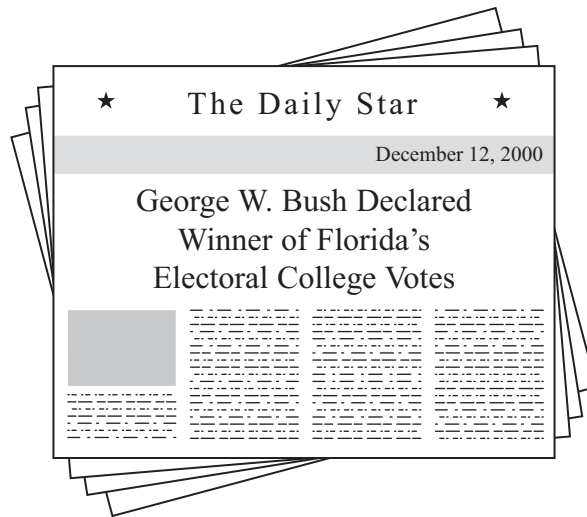 The Daily Star
December 12, 2000
George W. Bush Declared
Winner of Florida’s
Electoral College Votes